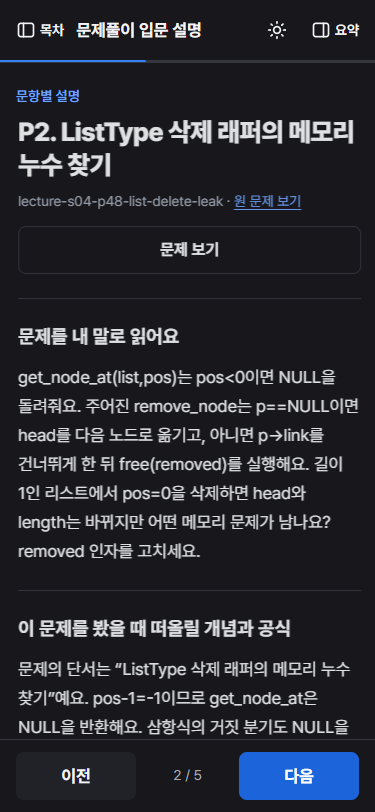 목차 문제풀이 입문 설명 요약
문항별 설명
P2. ListType 삭제 래퍼의 메모리
누수 찾기
lecture-s04-p48-list-delete-leak · 원 문제 보기
문제 보기
문제를 내 말로 읽어요
get_node_at(list,pos)는 pos<0이면 NULL을
돌려줘요. 주어진 remove_node는 p==NULL이면
head를 다음 노드로 옮기고, 아니면 p→link를
건너뛰게 한 뒤 free(removed)를 실행해요. 길이
1인 리스트에서 pos=0을 삭제하면 head와
length는 바뀌지만 어떤 메모리 문제가 남나요?
removed 인자를 고치세요.
이 문제를 봤을 때 떠올릴 개념과 공식
문제의 단서는 “ListType 삭제 래퍼의 메모리 누수
찾기”예요. pos-1=-1이므로 get_node_at은
NULL을 반환해요. 삼항식의 거짓 분기도 NULL을
이전 2 / 5 다음